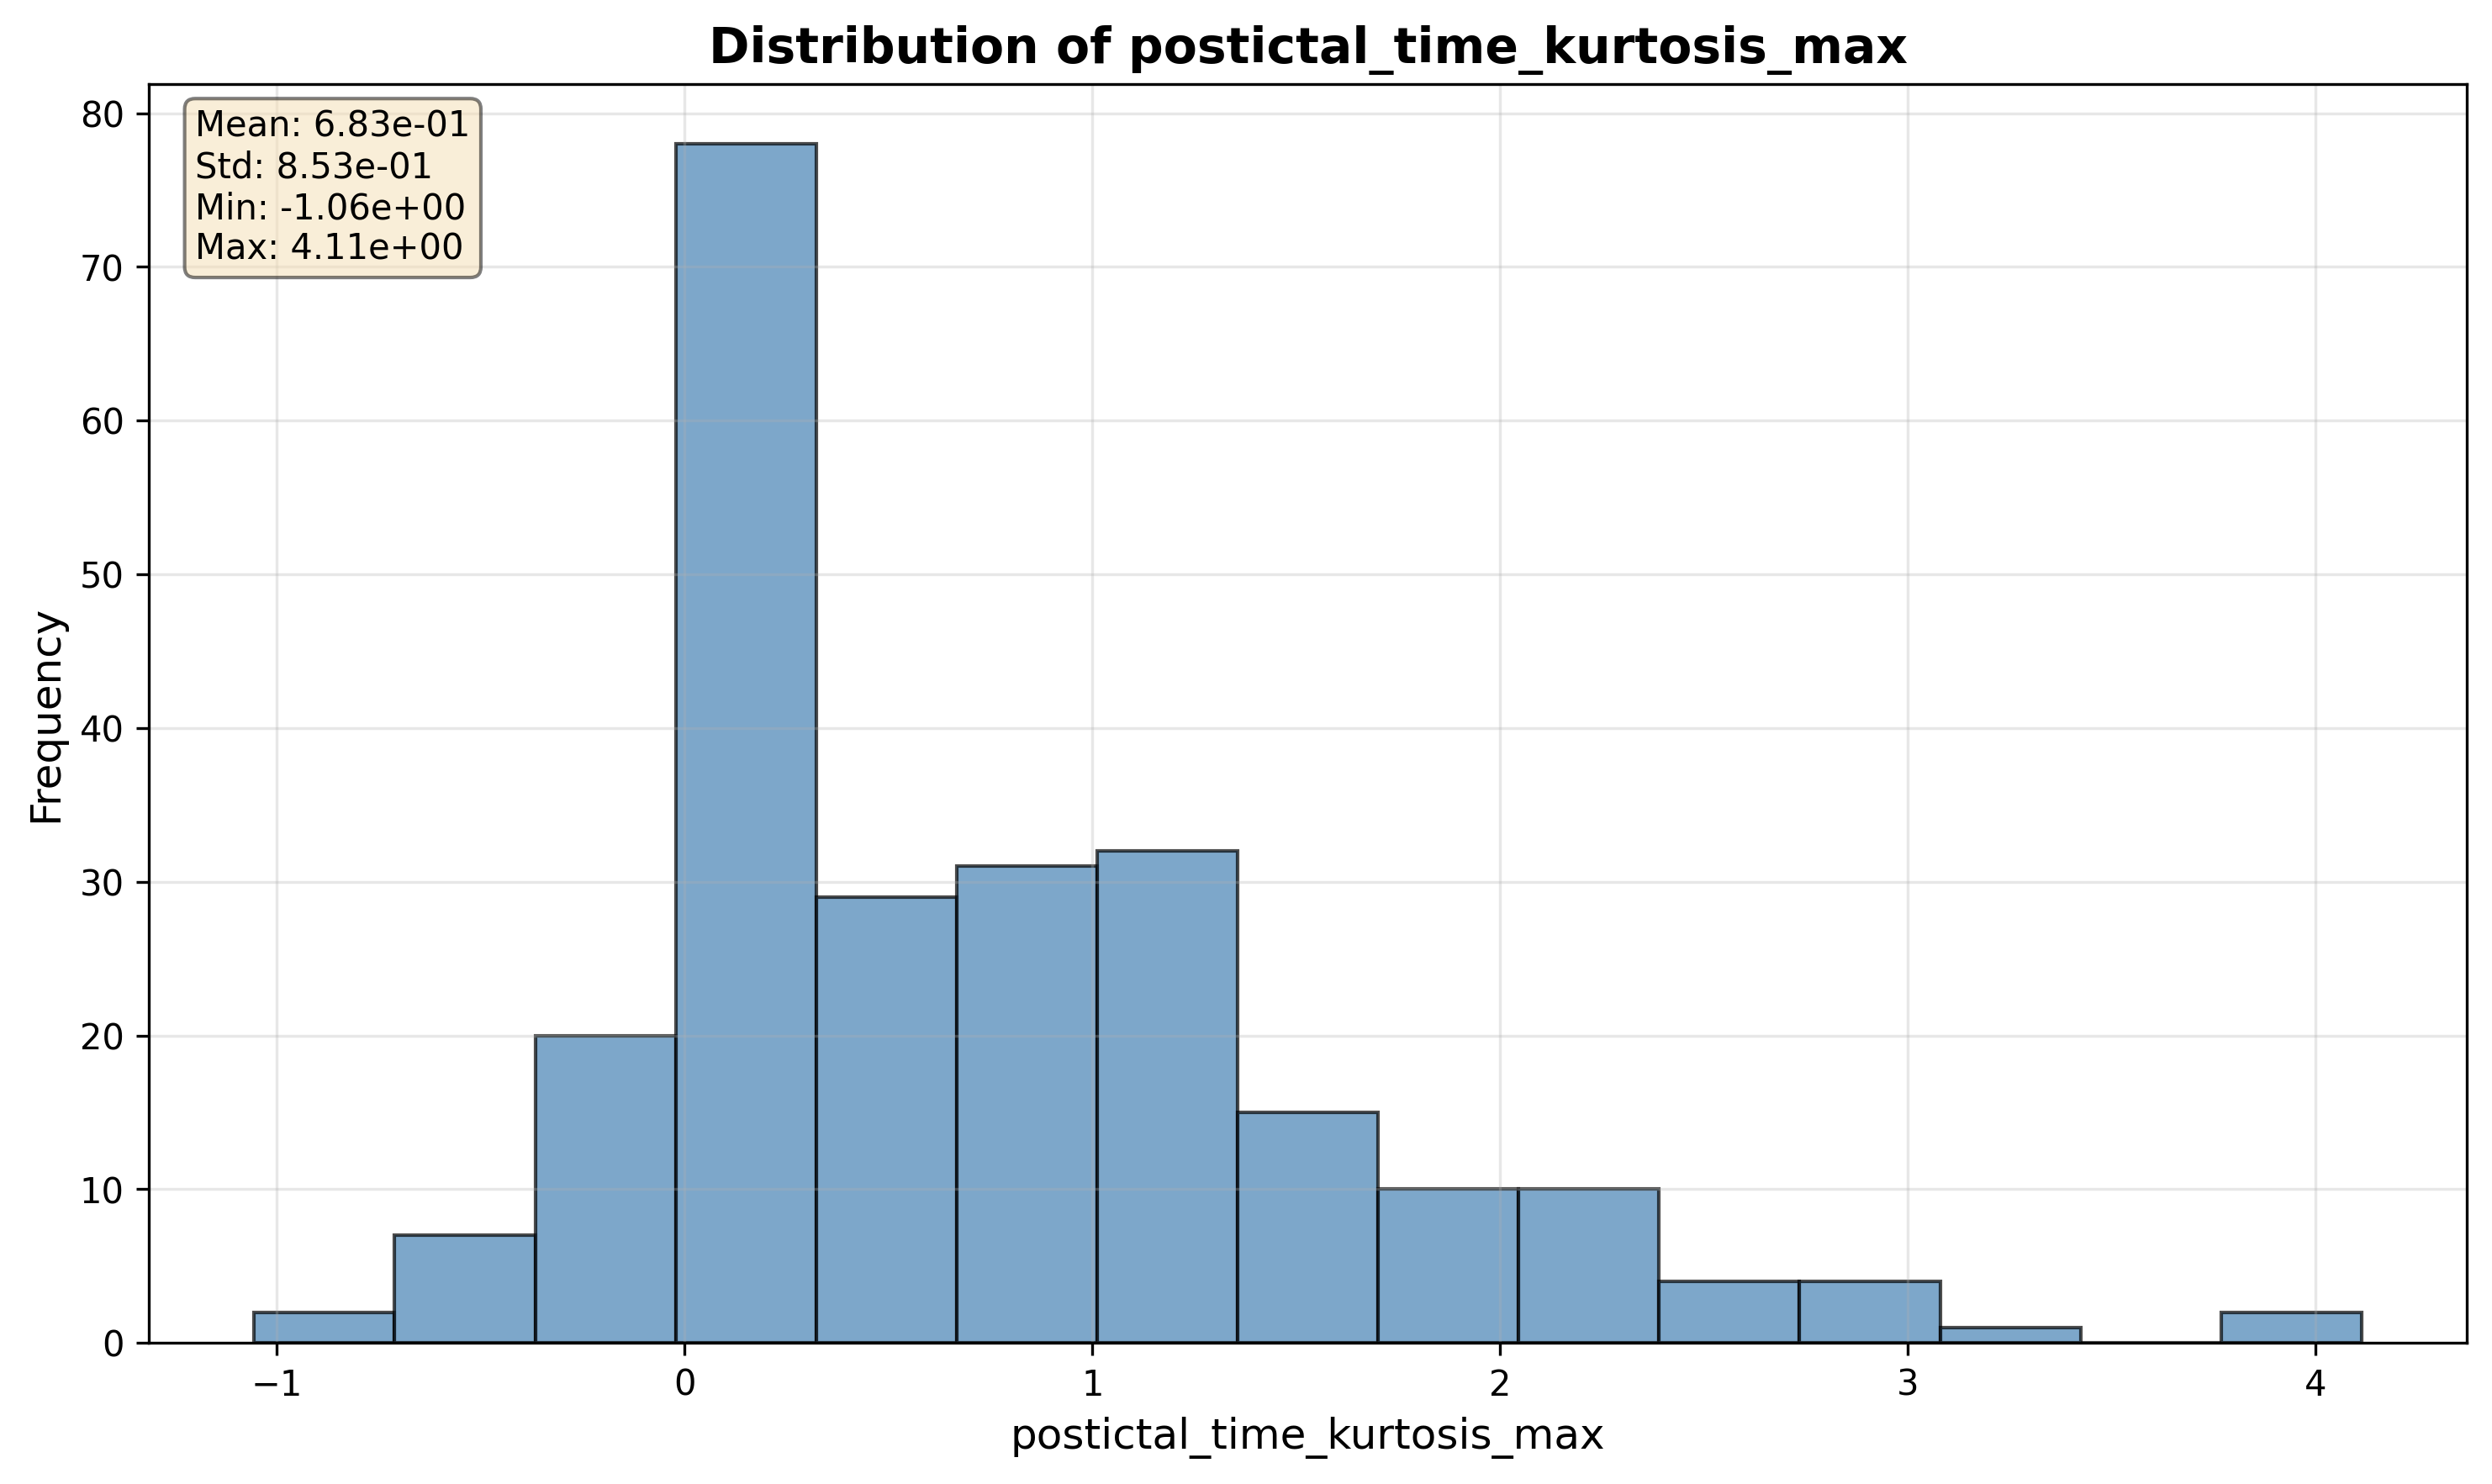 Distribution of postictal_time_kurtosis_max
Mean: 6.83e-01
Std: 8.53e-01
Min: -1.06e+00
Max: 4.11e+00
80
70
60
50
40
30
20
10
0
Frequency
−1
0
1
2
3
4
postictal_time_kurtosis_max